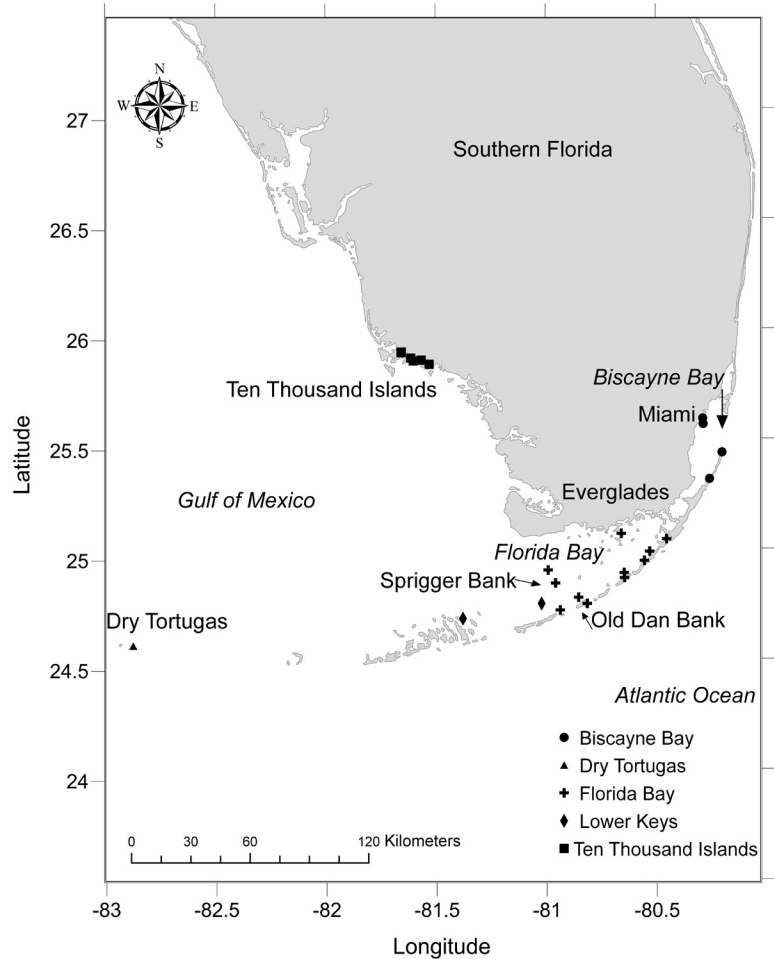 N
W E
S
27
26.5
26
25.5
25
24.5
24
Latitude
Southern Florida
Ten Thousand Islands
Biscayne Bay
Miami
Gulf of Mexico
Everglades
Florida Bay
Sprigger Bank
Dry Tortugas
Old Dan Bank
Atlantic Ocean
Biscayne Bay
Dry Tortugas
Florida Bay
Lower Keys
Ten Thousand Islands
0 30 60 120 Kilometers
-83 -82.5 -82 -81.5 -81 -80.5
Longitude